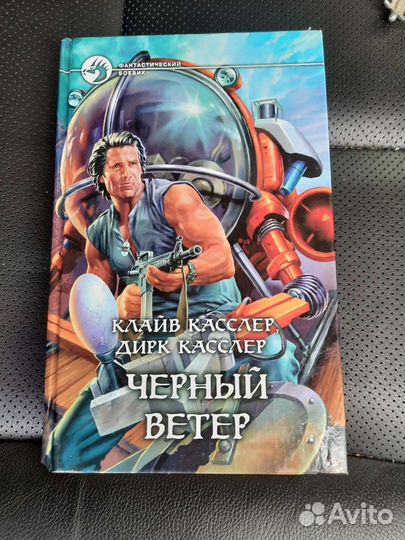 ФАНТАСТИЧЕСКИЙ
БОЕВИК
КЛАЙВ КАССЛЕР,
ДИРК КАССЛЕР
ЧЕРНЫЙ
ВЕТЕР
Avito